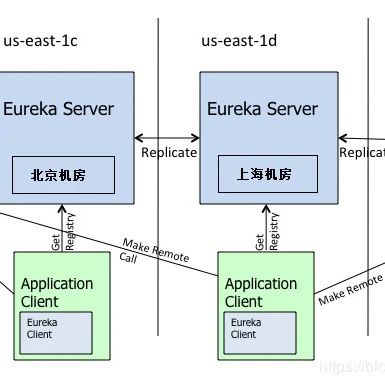 us-east-1c
us-east-1d
Eureka Server
Eureka Server
Replicate
Replicat
北京机房
上海机房
Get
Registry
Get
Registry
Make Remote
Call
Make Remote
Application
Client
Application
Client
Eureka
Client
Eureka
Client
https://blo